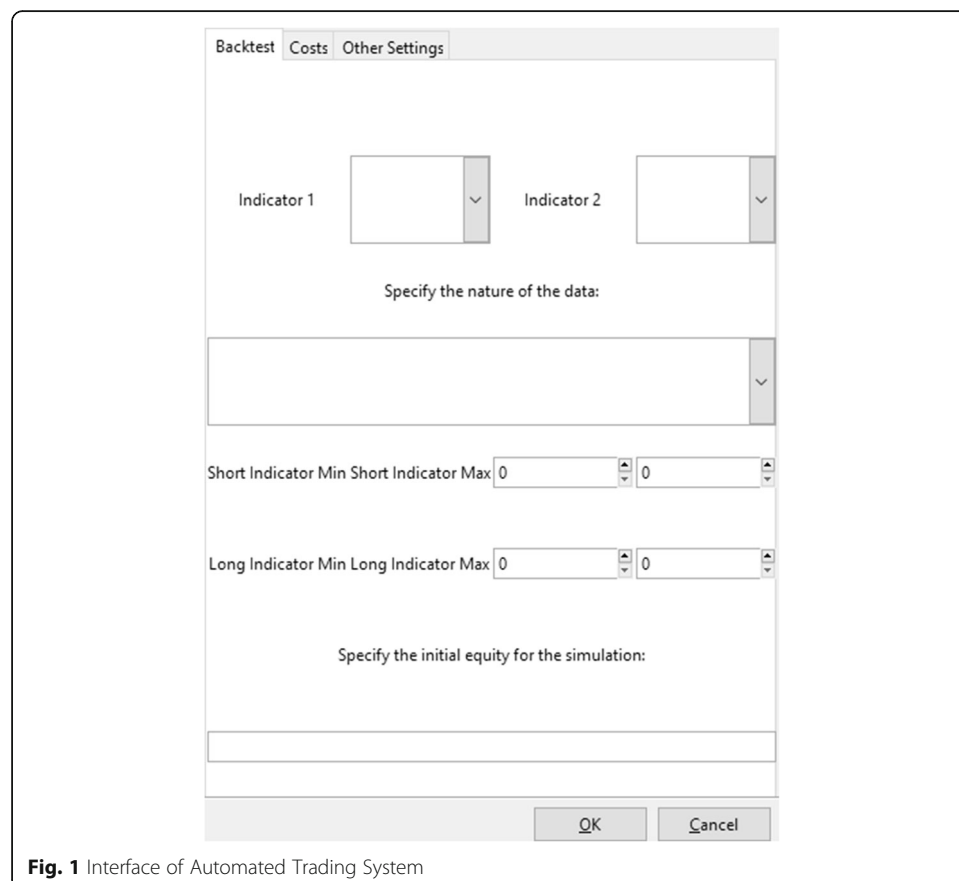 Backtest Costs Other Settings
Indicator 1 Indicator 2
Specify the nature of the data:
Short Indicator Min Short Indicator Max 0 0
Long Indicator Min Long Indicator Max 0 0
Specify the initial equity for the simulation:
OK Cancel
Fig. 1 Interface of Automated Trading System